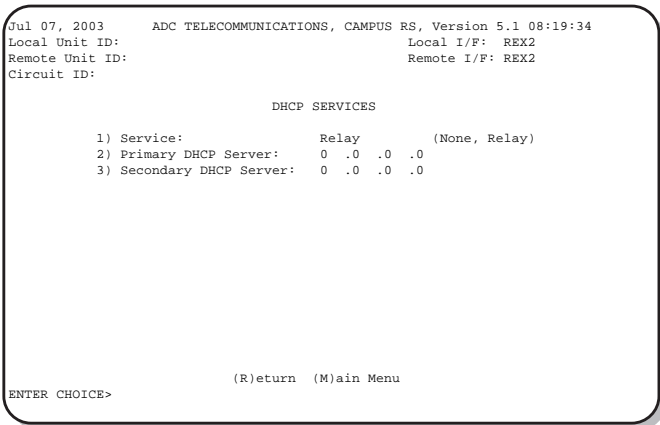 Jul 07, 2003 ADC TELECOMMUNICATIONS, CAMPUS RS, Version 5.1 08:19:34
Local Unit ID: Local I/F: REX2
Remote Unit ID: Remote I/F: REX2
Circuit ID:
DHCP SERVICES
1) Service: Relay (None, Relay)
2) Primary DHCP Server: 0 .0 .0 .0
3) Secondary DHCP Server: 0 .0 .0 .0
(R)eturn (M)ain Menu
ENTER CHOICE>